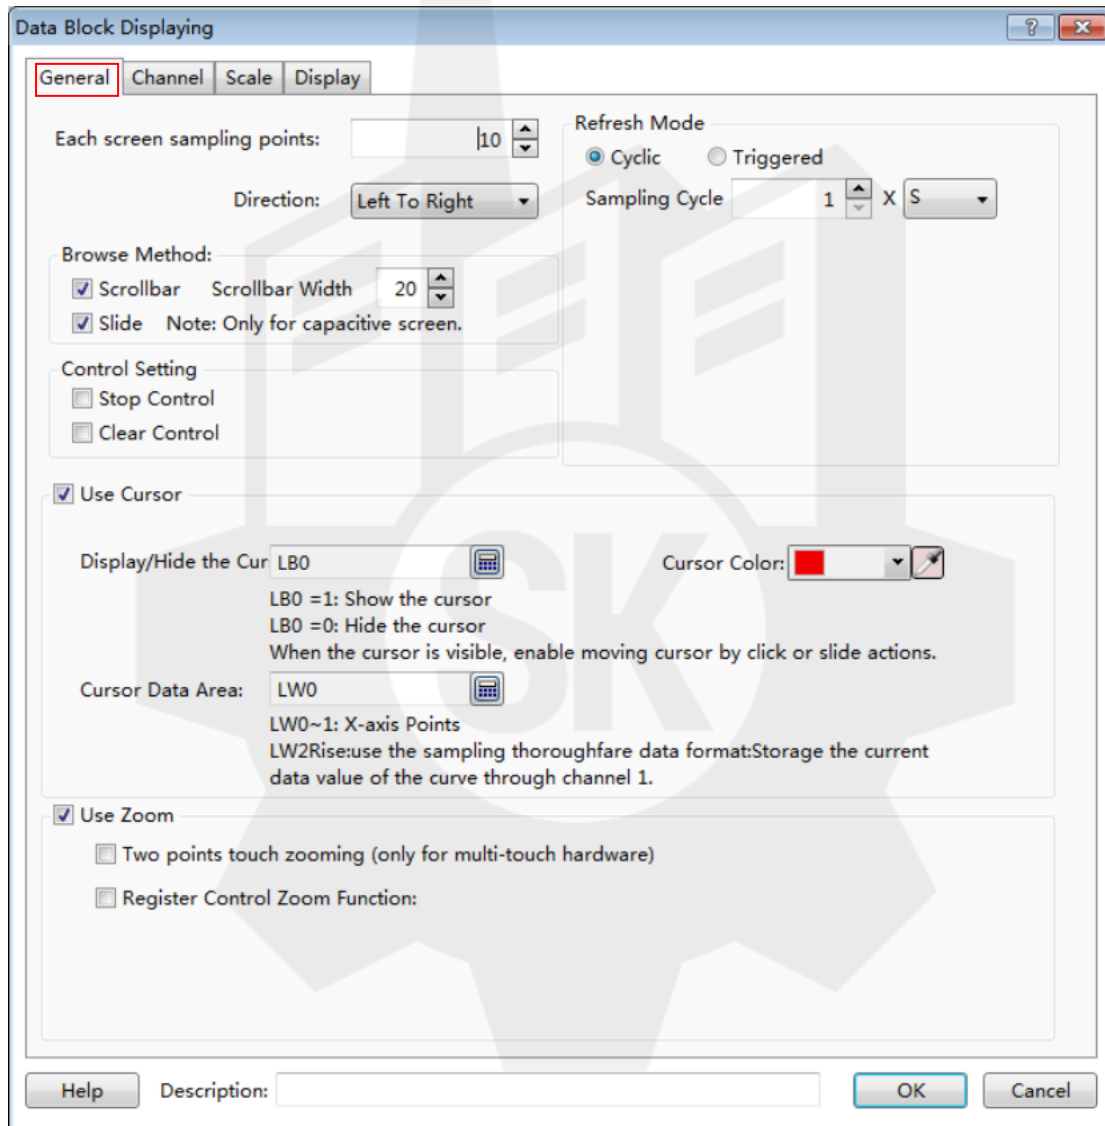 Data Block Displaying
General Channel Scale Display
Each screen sampling points: 10
Direction: Left To Right
Refresh Mode
Cyclic Triggered
Sampling Cycle 1 X S
Browse Method:
Scrollbar Scrollbar Width 20
Slide Note: Only for capacitive screen.
Control Setting
Stop Control
Clear Control
Use Cursor
Display/Hide the Cur LB0
Cursor Color:
LB0 =1: Show the cursor
LB0 =0: Hide the cursor
When the cursor is visible, enable moving cursor by click or slide actions.
Cursor Data Area: LW0
LW0~1: X-axis Points
LW2Rise:use the sampling thoroughfare data format:Storage the current
data value of the curve through channel 1.
Use Zoom
Two points touch zooming (only for multi-touch hardware)
Register Control Zoom Function:
Help Description: OK Cancel
SK